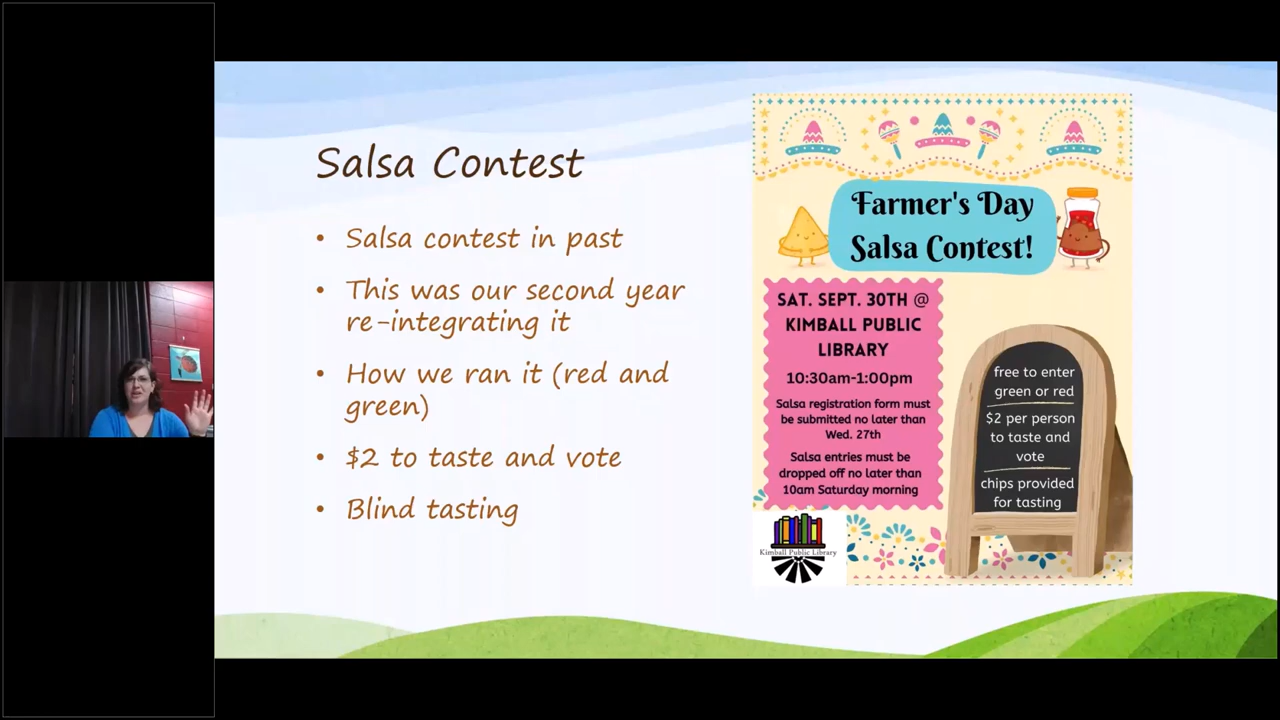 Salsa Contest
• Salsa contest in past
• This was our second year
re-integrating it
• How we ran it (red and
green)
• $2 to taste and vote
• Blind tasting
Farmer's Day
Salsa Contest!
SAT. SEPT. 30TH @
KIMBALL PUBLIC
LIBRARY
10:30am-1:00pm
Salsa registration form must
be submitted no later than
Wed. 27th
Salsa entries must be
dropped off no later than
10am Saturday morning
free to enter
green or red
$2 per person
to taste and
vote
chips provided
for tasting
Kimball Public Library